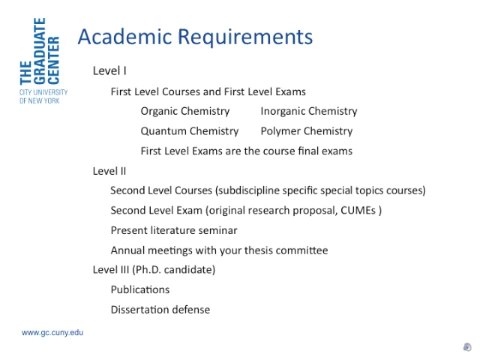 THE
GRADUATE
CENTER
CITY UNIVERSITY
OF NEW YORK
Academic Requirements
Level I
First Level Courses and First Level Exams
Organic Chemistry Inorganic Chemistry
Quantum Chemistry Polymer Chemistry
First Level Exams are the course final exams
Level II
Second Level Courses (subdiscipline specific special topics courses)
Second Level Exam (original research proposal, CUMEs )
Present literature seminar
Annual meetings with your thesis committee
Level III (Ph.D. candidate)
Publications
Dissertation defense
www.gc.cuny.edu